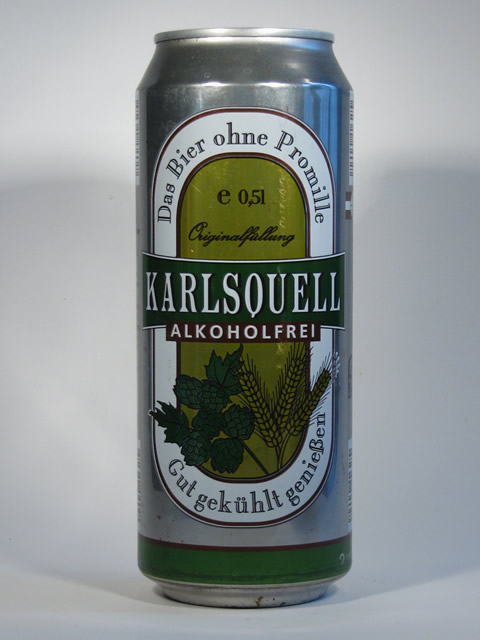 Das Bier ohne Promille
e 0,5l
Originalfüllung
KARLSQUELL
ALKOHOLFREI
Gut gekühlt genießen